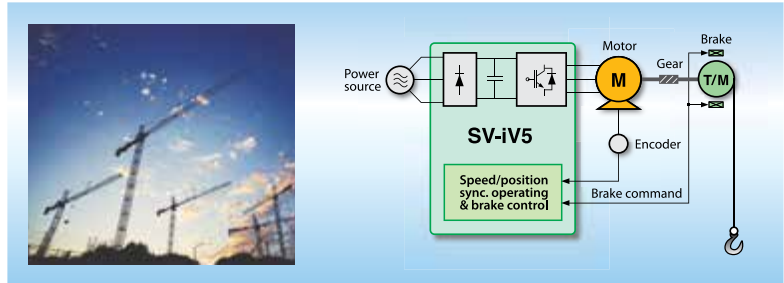 Power
source
SV-iV5
Speed/position
sync. operating
& brake control
Motor
M
Gear
Brake
T/M
Encoder
Brake command